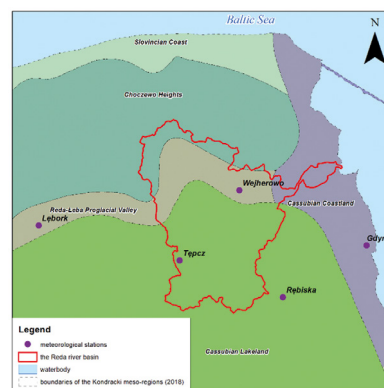 Baltic Sea
N
Slovincian Coast
Choczewo Heights
Wejherowo
Cassubian Coastland
Reda-Łeba Proglacial Valley
Lębork
Gdyn
Tępcz
Rębiska
Legend
meteorological stations
the Reda river basin
waterbody
boundaries of the Kondracki meso-regions (2018)
Cassubian Lakeland